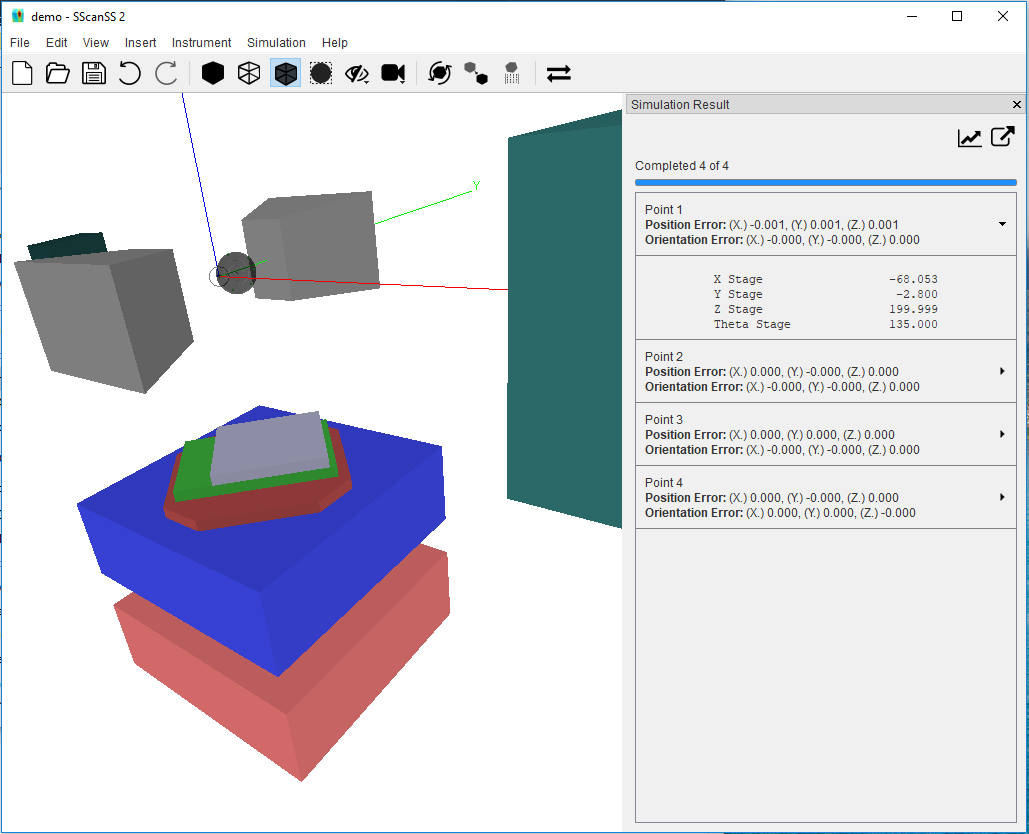 demo - SScanSS 2
File Edit View Insert Instrument Simulation Help
Y
Simulation Result
Completed 4 of 4
Point 1
Position Error: (X.) -0.001, (Y.) 0.001, (Z.) 0.001
Orientation Error: (X.) -0.000, (Y.) -0.000, (Z.) 0.000
X Stage -68.053
Y Stage -2.800
Z Stage 199.999
Theta Stage 135.000
Point 2
Position Error: (X.) 0.000, (Y.) -0.000, (Z.) 0.000
Orientation Error: (X.) -0.000, (Y.) -0.000, (Z.) 0.000
Point 3
Position Error: (X.) 0.000, (Y.) 0.000, (Z.) 0.000
Orientation Error: (X.) -0.000, (Y.) -0.000, (Z.) 0.000
Point 4
Position Error: (X.) 0.000, (Y.) -0.000, (Z.) 0.000
Orientation Error: (X.) 0.000, (Y.) 0.000, (Z.) -0.000